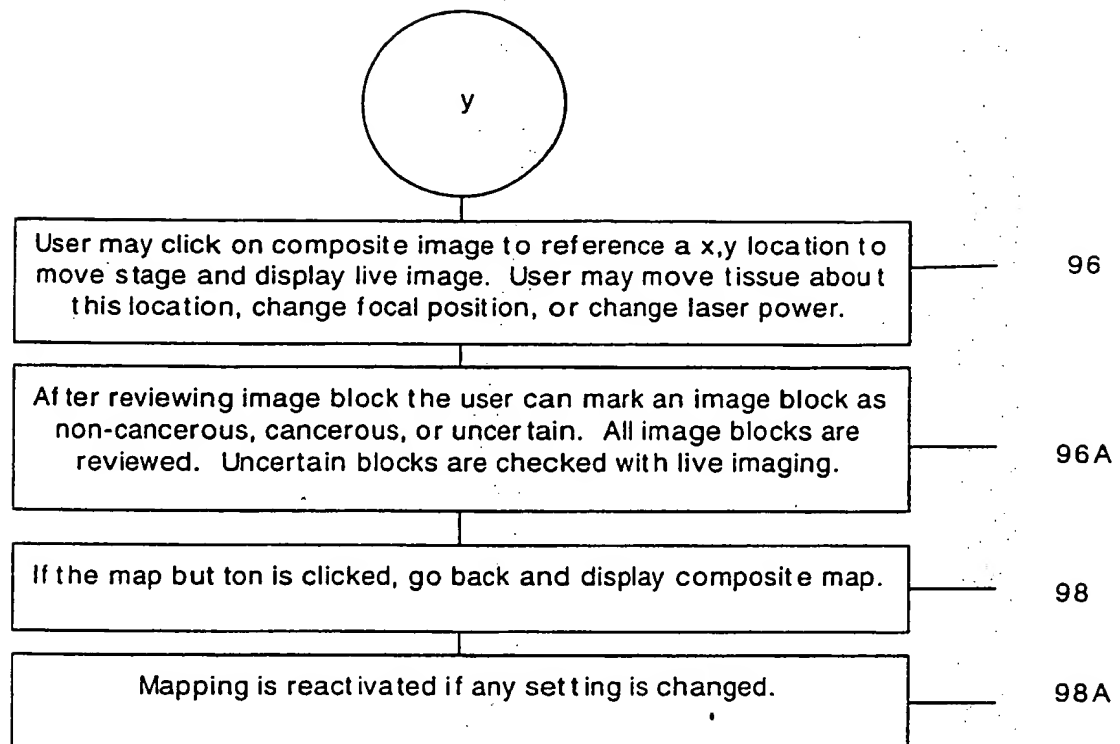 y
User may click on composite image to reference a x,y location to
move stage and display live image. User may move tissue about
this location, change focal position, or change laser power.
96
After reviewing image block the user can mark an image block as
non-cancerous, cancerous, or uncertain. All image blocks are
reviewed. Uncertain blocks are checked with live imaging.
96A
If the map button is clicked, go back and display composite map.
98
Mapping is reactivated if any setting is changed.
98A